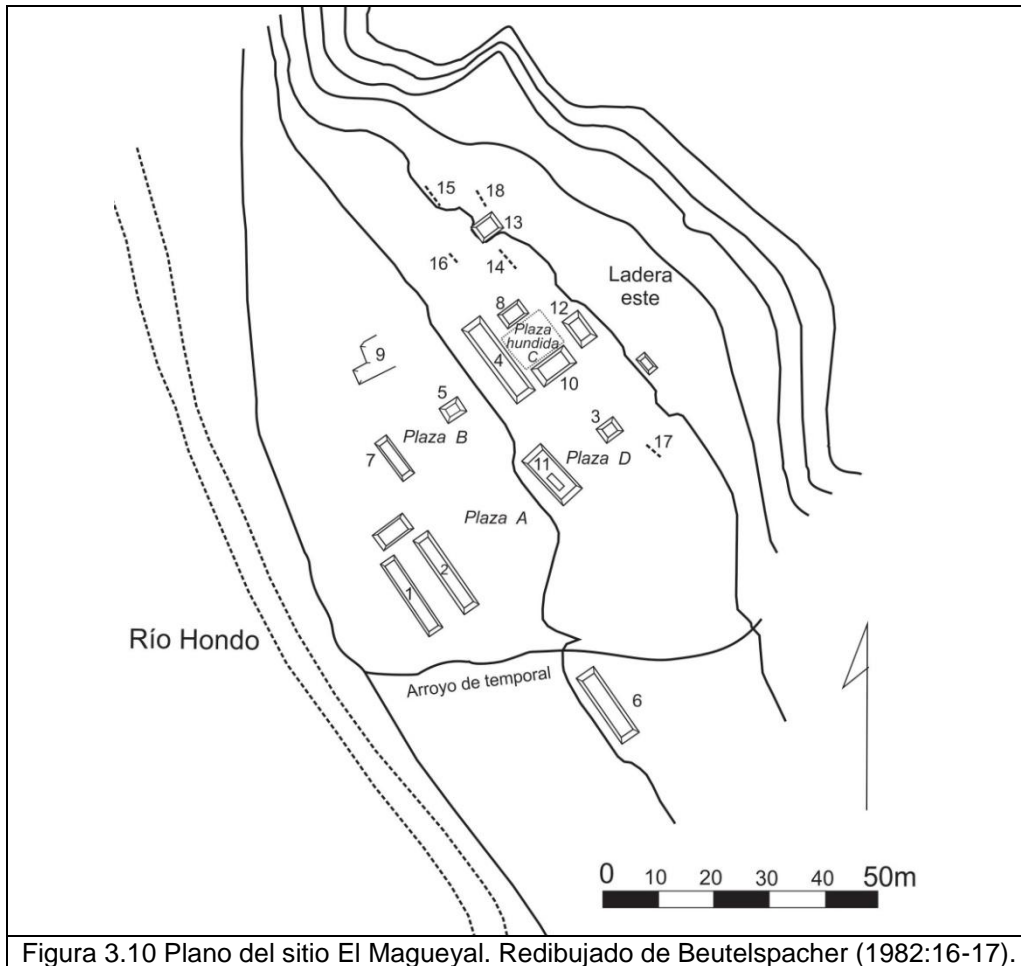 15
18
13
16
14
Ladera
este
8
12
Plaza
hundida
C
4
10
9
5
3
Plaza B
17
7
11
Plaza D
Plaza A
2
1
Río Hondo
Arroyo de temporal
6
0 10 20 30 40 50m
Figura 3.10 Plano del sitio El Magueyal. Redibujado de Beutelspacher (1982:16-17).